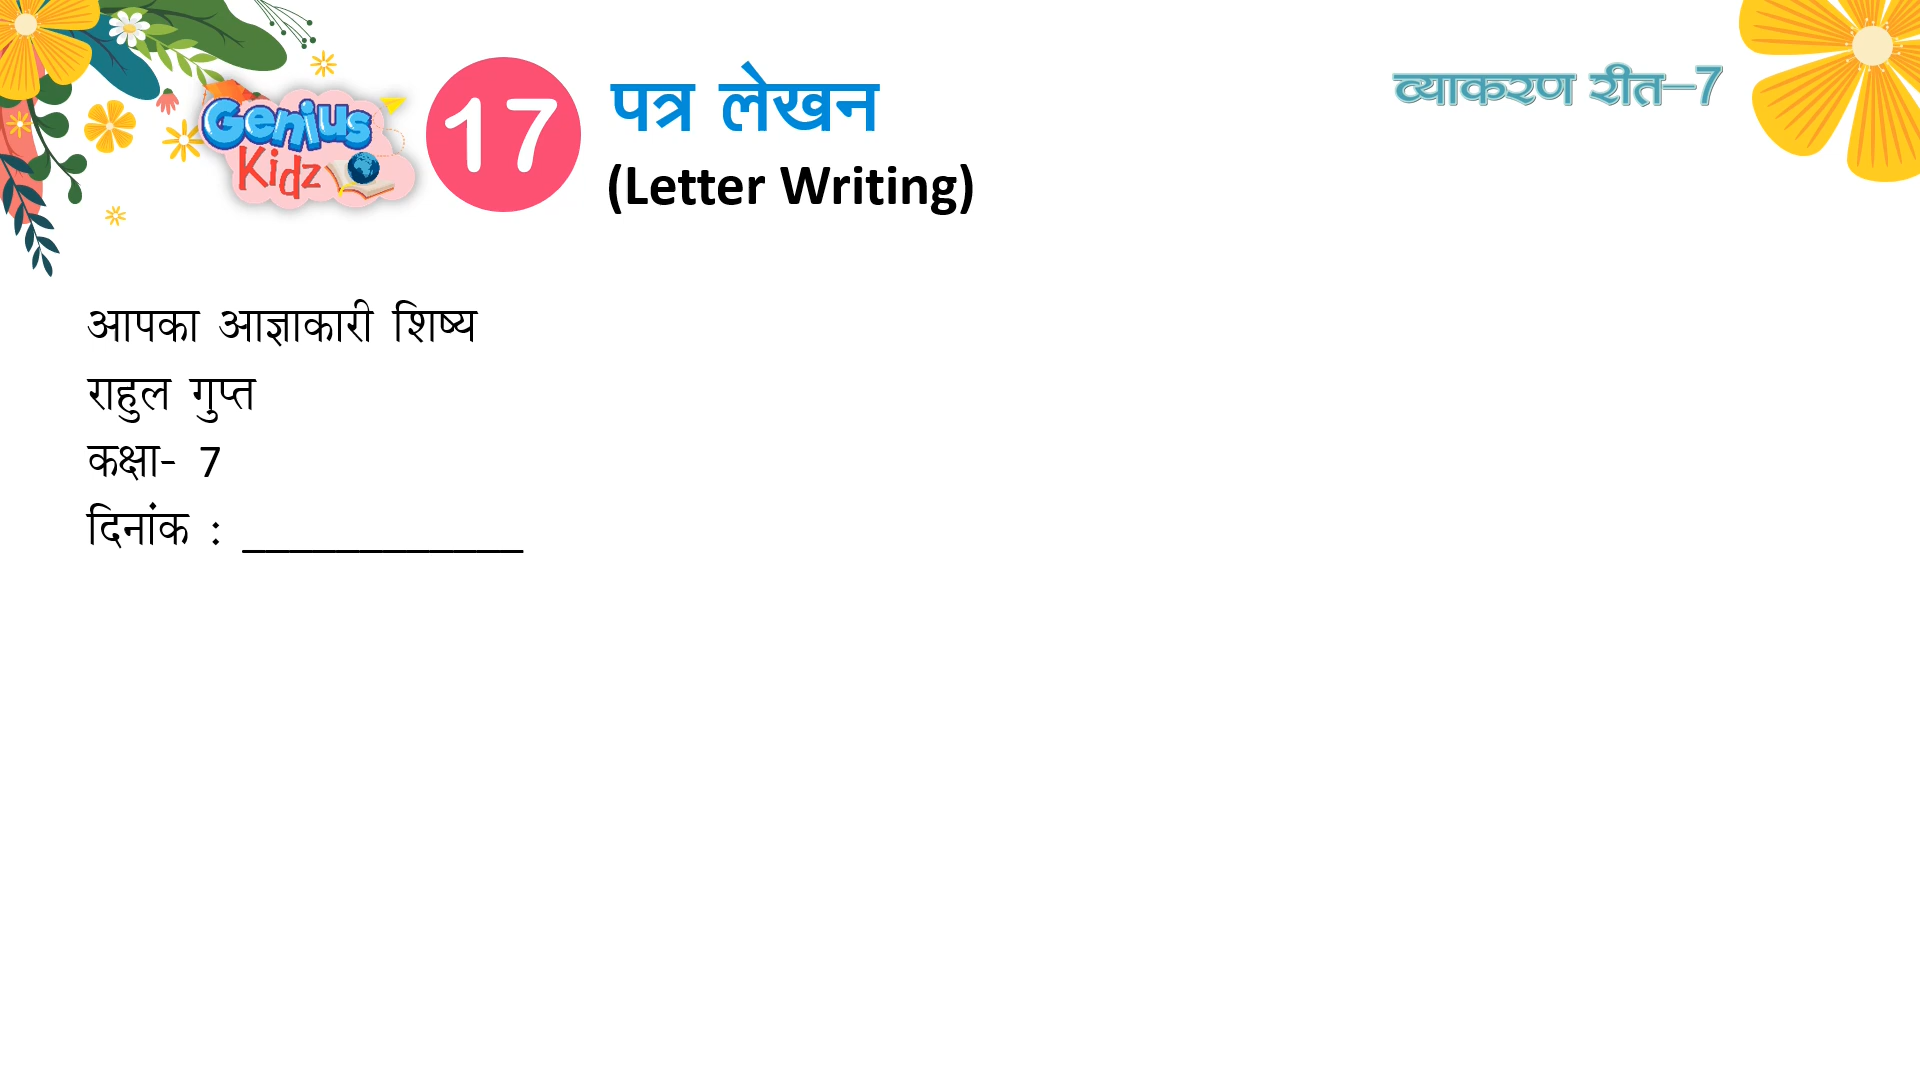 Genius
Kidz
17
पत्र लेखन
(Letter Writing)
व्याकरण रीत–7
आपका आज्ञाकारी शिष्य
राहुल गुप्त
कक्षा- 7
दिनांक : ____________